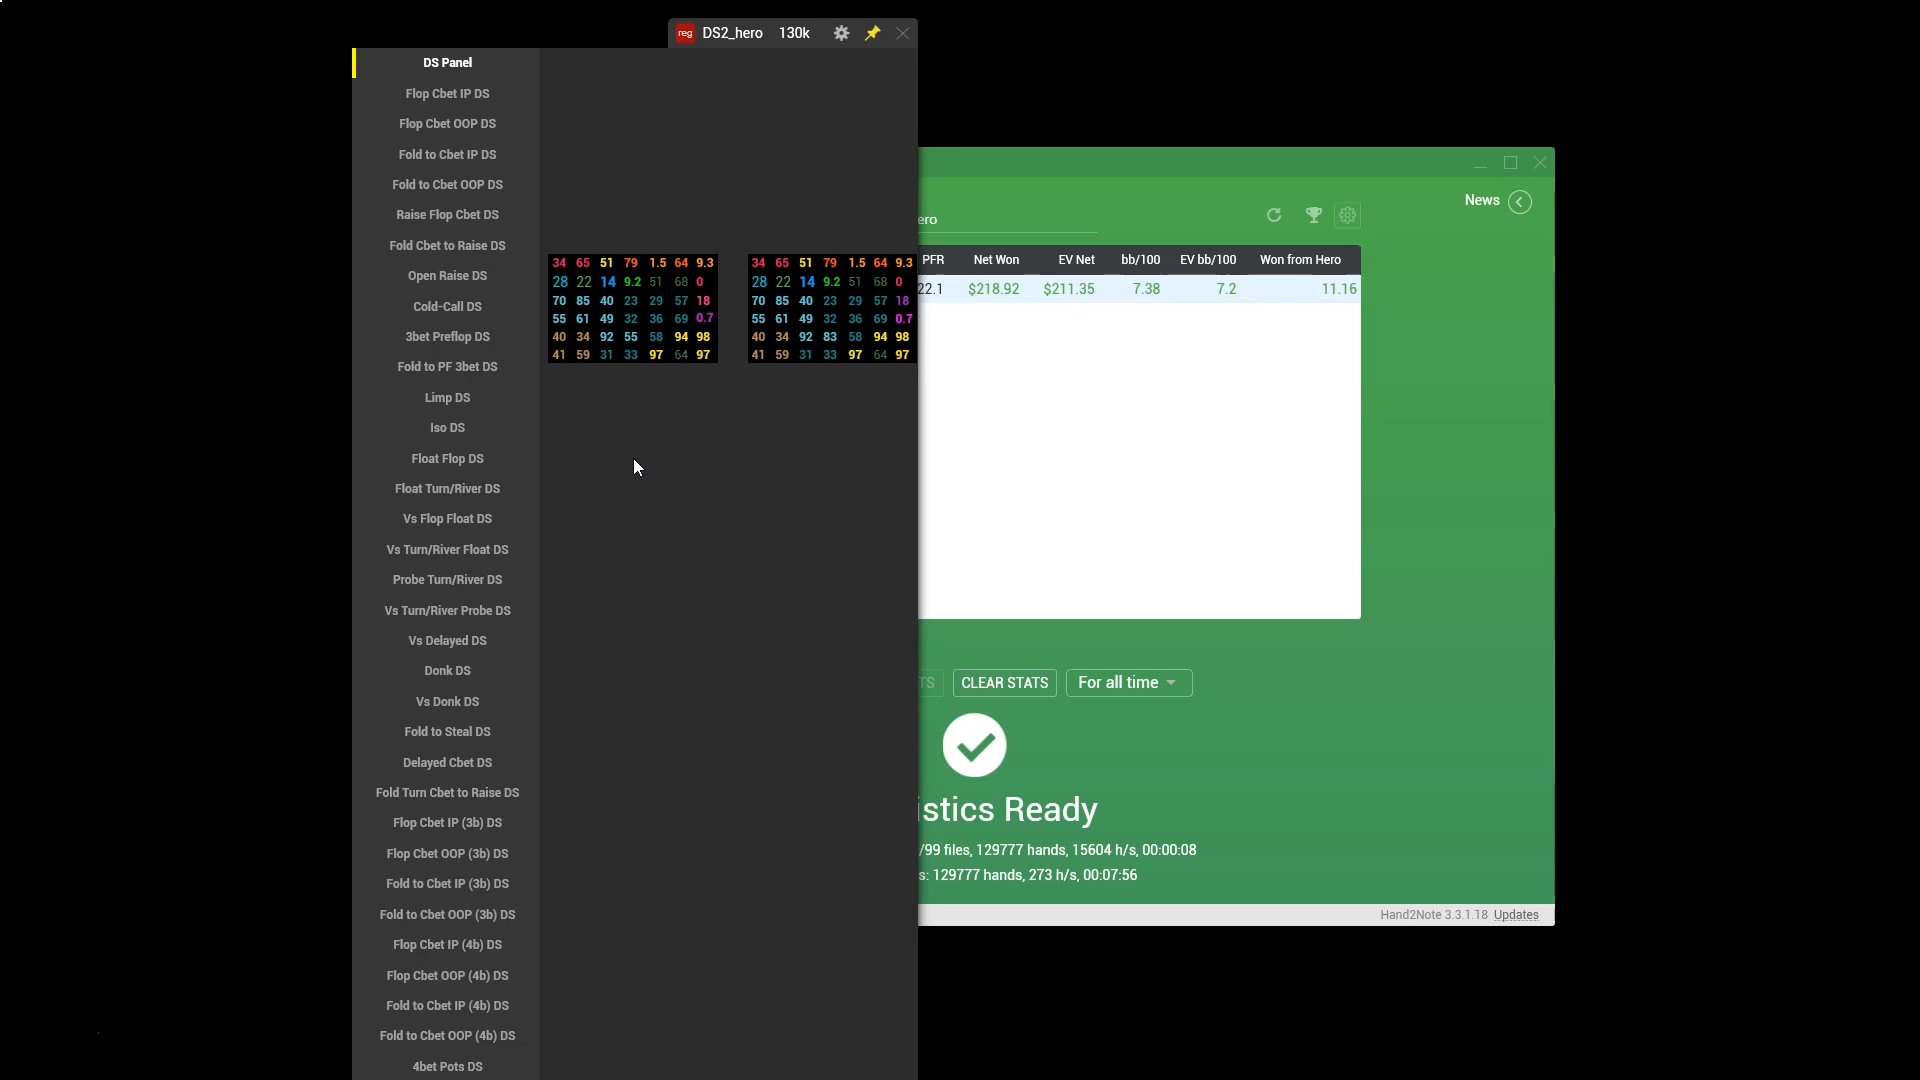 reg DS2_hero 130k
DS Panel
Flop Cbet IP DS
Flop Cbet OOP DS
Fold to Cbet IP DS
Fold to Cbet OOP DS
Raise Flop Cbet DS
Fold Cbet to Raise DS
Open Raise DS
Cold-Call DS
3bet Preflop DS
Fold to PF 3bet DS
Limp DS
Iso DS
Float Flop DS
Float Turn/River DS
Vs Flop Float DS
Vs Turn/River Float DS
Probe Turn/River DS
Vs Turn/River Probe DS
Vs Delayed DS
Donk DS
Vs Donk DS
Fold to Steal DS
Delayed Cbet DS
Fold Turn Cbet to Raise DS
Flop Cbet IP (3b) DS
Flop Cbet OOP (3b) DS
Fold to Cbet IP (3b) DS
Fold to Cbet OOP (3b) DS
Flop Cbet IP (4b) DS
Flop Cbet OOP (4b) DS
Fold to Cbet IP (4b) DS
Fold to Cbet OOP (4b) DS
4bet Pots DS
34 65 51 79 1.5 64 9.3
28 22 14 9.2 51 68 0
70 85 40 23 29 57 18
55 61 49 32 36 69 0.7
40 34 92 55 58 94 98
41 59 31 33 97 64 97
34 65 51 79 1.5 64 9.3
28 22 14 9.2 51 68 0
70 85 40 23 29 57 18
55 61 49 32 36 69 0.7
40 34 92 83 58 94 98
41 59 31 33 97 64 97
News
ero
PFR Net Won EV Net bb/100 EV bb/100 Won from Hero
22.1 $218.92 $211.35 7.38 7.2 11.16
TS CLEAR STATS For all time
istics Ready
/99 files, 129777 hands, 15604 h/s, 00:00:08
s: 129777 hands, 273 h/s, 00:07:56
Hand2Note 3.3.1.18 Updates